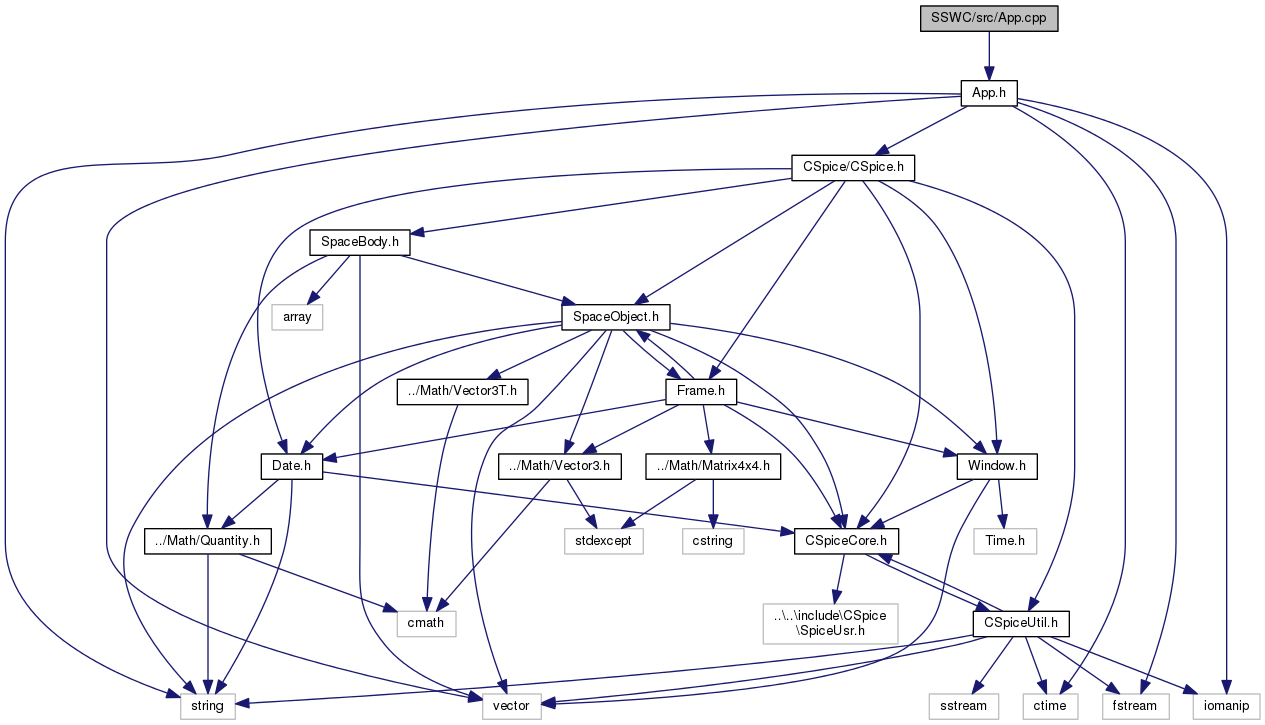 SSWC/src/App.cpp
App.h
CSpice/CSpice.h
SpaceBody.h
array
SpaceObject.h
../Math/Vector3T.h
Frame.h
Date.h
../Math/Vector3.h
../Math/Matrix4x4.h
Window.h
../Math/Quantity.h
stdexcept
cstring
CSpiceCore.h
Time.h
cmath
..\..\include\CSpice
\SpiceUsr.h
CSpiceUtil.h
string
vector
sstream
ctime
fstream
iomanip